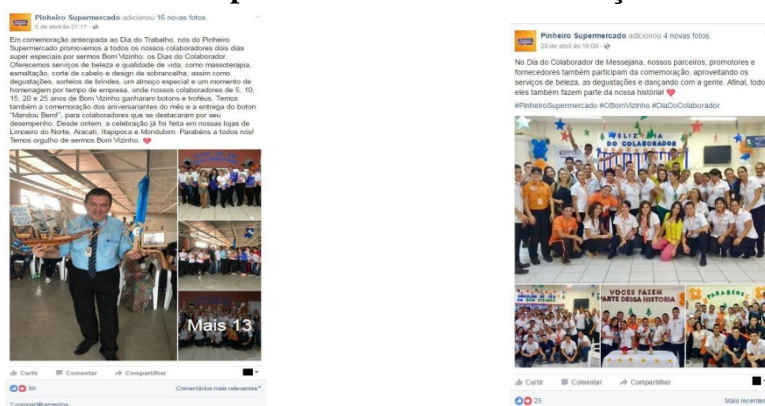 Pinheiro Supermercado adicionou 16 novas fotos.
5 de abril às 21:17
Em comemoração antecipada ao Dia do Trabalho, nós do Pinheiro
Supermercado promovemos a todos os nossos colaboradores dois dias
super especiais por sermos Bom Vizinho: os Dias do Colaborador.
Oferecemos serviços de beleza e qualidade de vida, como massoterapia,
esmaltação, corte de cabelo e design de sobrancelha, assim como
degustações, sorteios de brindes, um almoço especial e um momento de
homenagem por tempo de empresa, onde nossos colaboradores de 5, 10,
15, 20 e 25 anos de Bom Vizinho ganharam botons e troféus. Temos
também a comemoração dos aniversariantes do mês e a entrega do boton
"Mandou Bem!", para colaboradores que se destacaram por seu
desempenho. Desde ontem, a celebração já foi feita em nossas lojas de
Limoeiro do Norte, Aracati, Itapipoca e Mondubim. Parabéns a todos nós!
Temos orgulho de sermos Bom Vizinho.
Mais 13
Curtir Comentar Compartilhar
99 Comentários mais relevantes
2 compartilhamentos
Pinheiro Supermercado adicionou 4 novas fotos.
28 de abril às 16:00
No Dia do Colaborador de Messejana, nossos parceiros, promotores e
fornecedores também participam da comemoração, aproveitando os
serviços de beleza, as degustações e dançando com a gente. Afinal, todo
eles também fazem parte da nossa história!
#PinheiroSupermercado #OBomVizinho #DiaDoColaborador
FELIZ DIA
DO COLABORADOR
VOCES FAZEM
PARTE DESSA HISTORIA
PARABENS
Curtir Comentar Compartilhar
25 Mais recentes